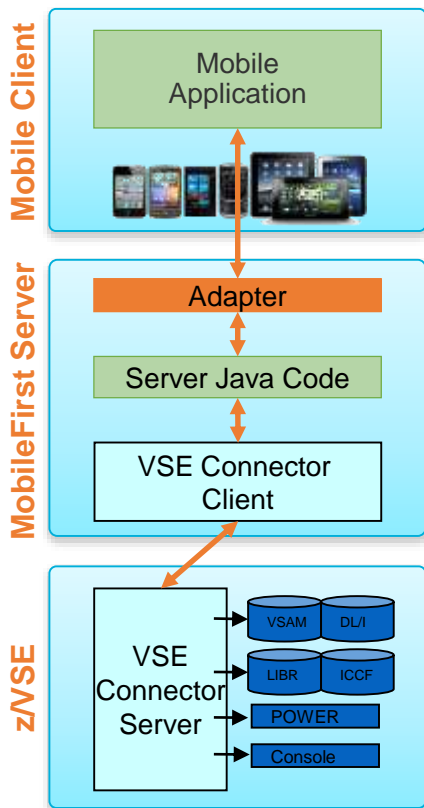 Mobile Client
Mobile
Application
MobileFirst Server
Adapter
Server Java Code
VSE Connector
Client
z/VSE
VSE
Connector
Server
VSAM
DL/I
LIBR
ICCF
POWER
Console